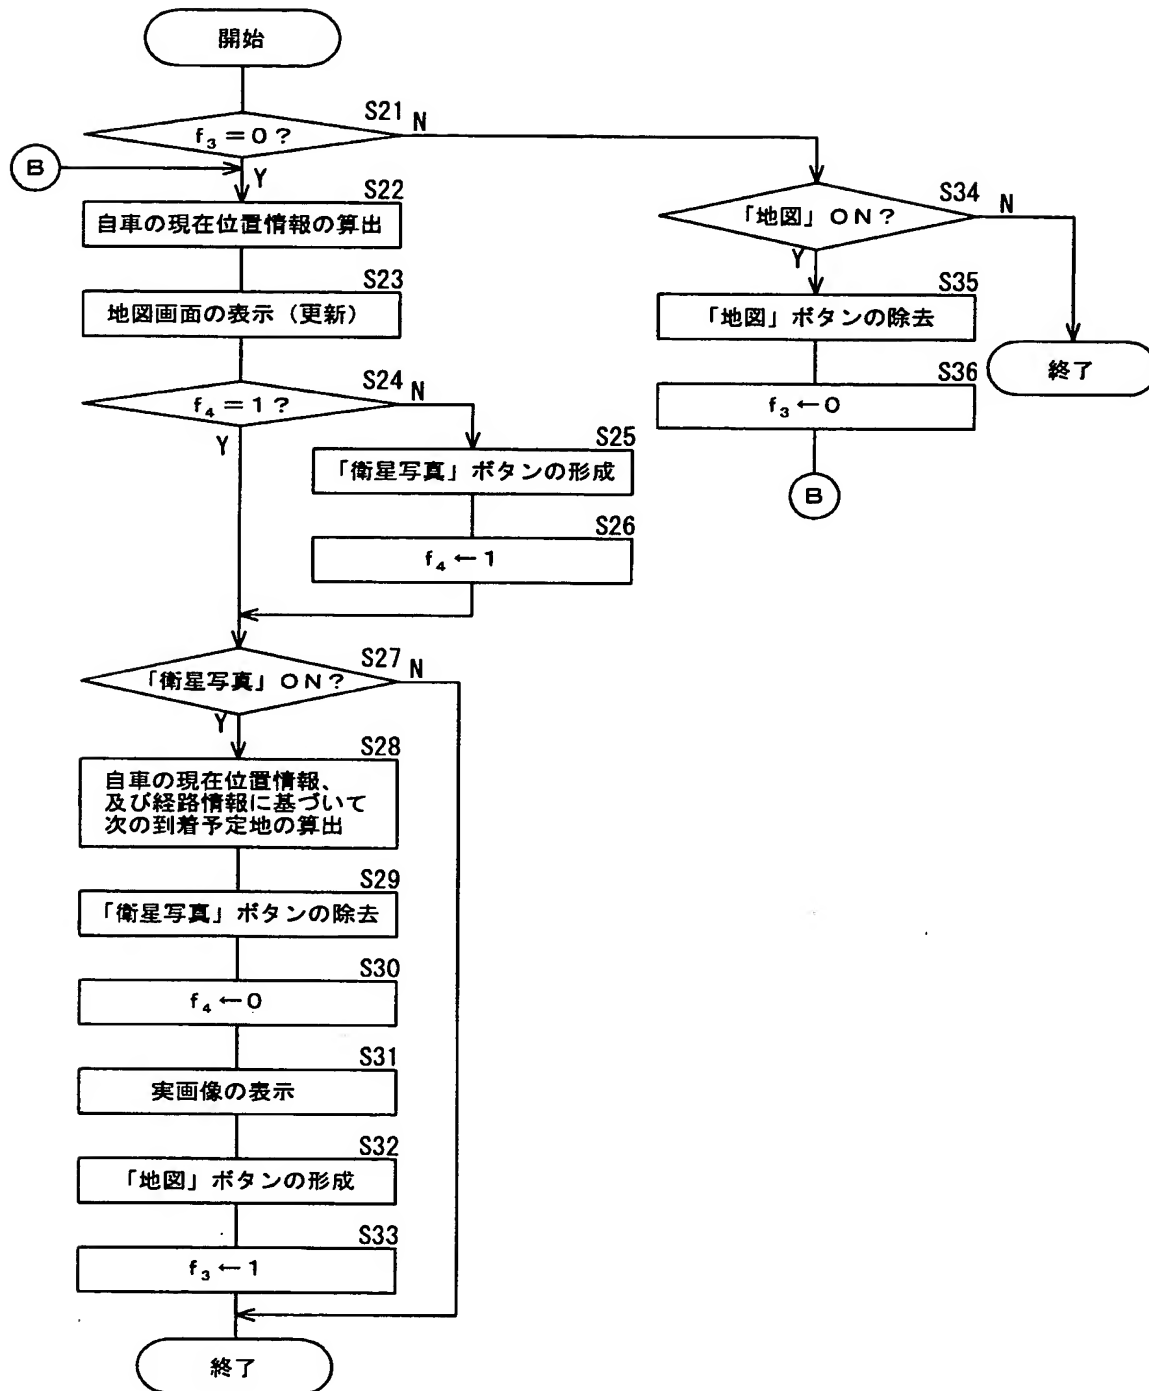 開始
S21
f₃=0?
N
B
Y
S22
自車の現在位置情報の算出
S23
地図画面の表示（更新）
S24
f₄=1?
N
Y
S25
「衛星写真」ボタンの形成
S26
f₄←1
S27
「衛星写真」ON?
N
Y
S28
自車の現在位置情報、
及び経路情報に基づいて
次の到着予定地の算出
S29
「衛星写真」ボタンの除去
S30
f₄←0
S31
実画像の表示
S32
「地図」ボタンの形成
S33
f₃←1
終了
S34
「地図」ON?
N
Y
S35
「地図」ボタンの除去
終了
S36
f₃←0
B